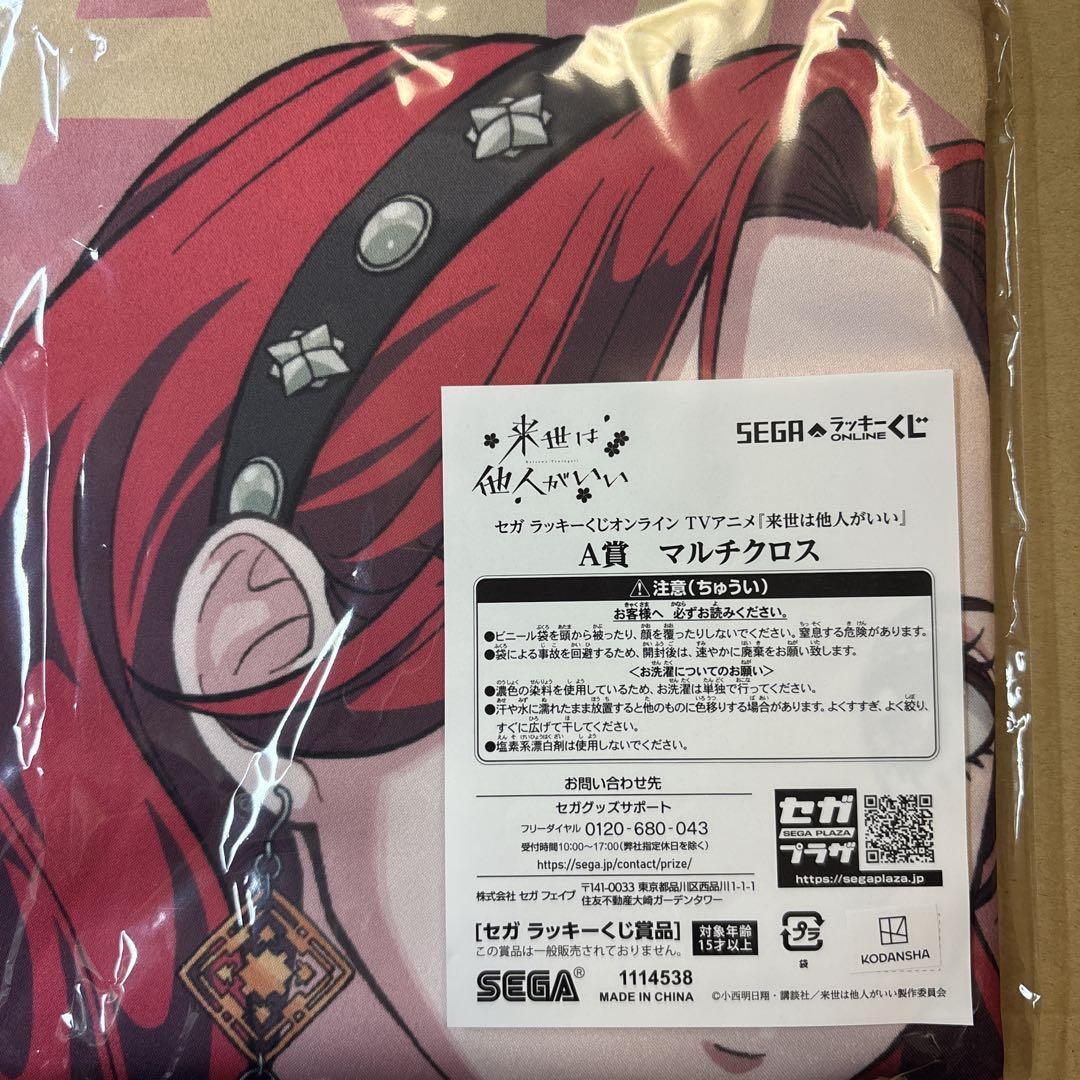 来世は
他人がいい
SEGA ラッキーくじ ONLINE
セガ ラッキーくじオンライン TVアニメ『来世は他人がいい』
A賞 マルチクロス
注意(ちゅうい)
お客様へ 必ずお読みください。
●ビニール袋を頭から被ったり、顔を覆ったりしないでください。窒息する危険があります。
●袋による事故を回避するため、開封後は、速やかに廃棄をお願い致します。
<お洗濯についてのお願い>
●濃色の染料を使用しているため、お洗濯は単独で行ってください。
●汗や水に濡れたまま放置すると他のものに色移りする場合があります。よくすすぎ、よく絞り、
すぐに広げて干してください。
●塩素系漂白剤は使用しないでください。
お問い合わせ先
セガグッズサポート
フリーダイヤル 0120-680-043
受付時間10:00〜17:00(弊社指定休日を除く)
https://sega.jp/contact/prize/
セガ
SEGA PLAZA
プラザ
https://segaplaza.jp
株式会社 セガ フェイブ 〒141-0033 東京都品川区西品川1-1-1
住友不動産大崎ガーデンタワー
[セガ ラッキーくじ賞品]
この賞品は一般販売されておりません。
対象年齢
15才以上
プラ
袋
KODANSHA
SEGA®
1114538
MADE IN CHINA
©小西明日翔・講談社/来世は他人がいい製作委員会